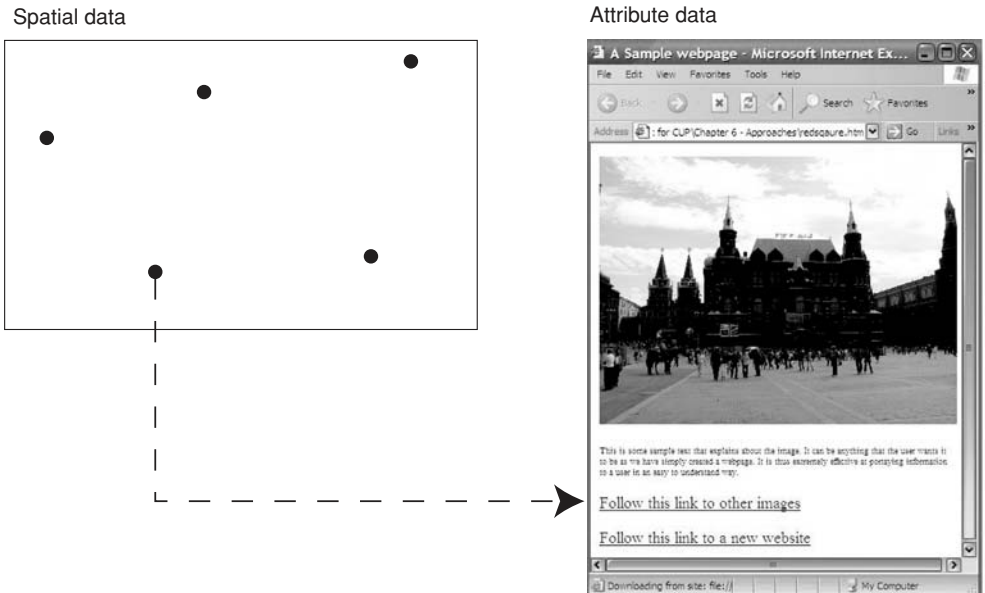 Spatial data
Attribute data
A Sample webpage - Microsoft Internet Ex...
File Edit View Favorites Tools Help
Back Search Favorites »
Address : for CUP\Chapter 6 - Approaches\redsqaure.htm Go Links »
This is some sample text that explains about the image. It can be anything that the user wants it
to be as we have simply created a webpage. It is thus extremely effective at portaying information
to a user in an easy to understand way.
Follow this link to other images
Follow this link to a new website
Downloading from site: file:// My Computer